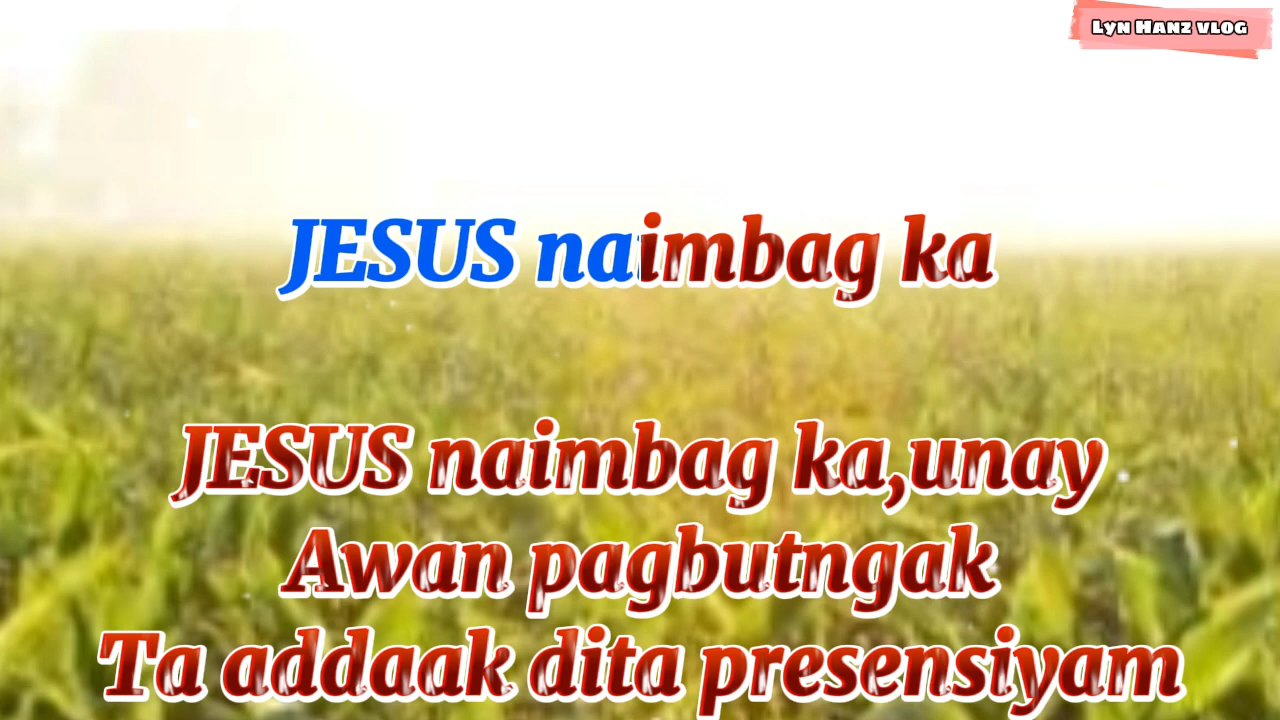 Lyn Hanz vlog
JESUS naimbag ka
JESUS naimbag ka,unay
Awan pagbutngak
Ta addaak dita presensiyam